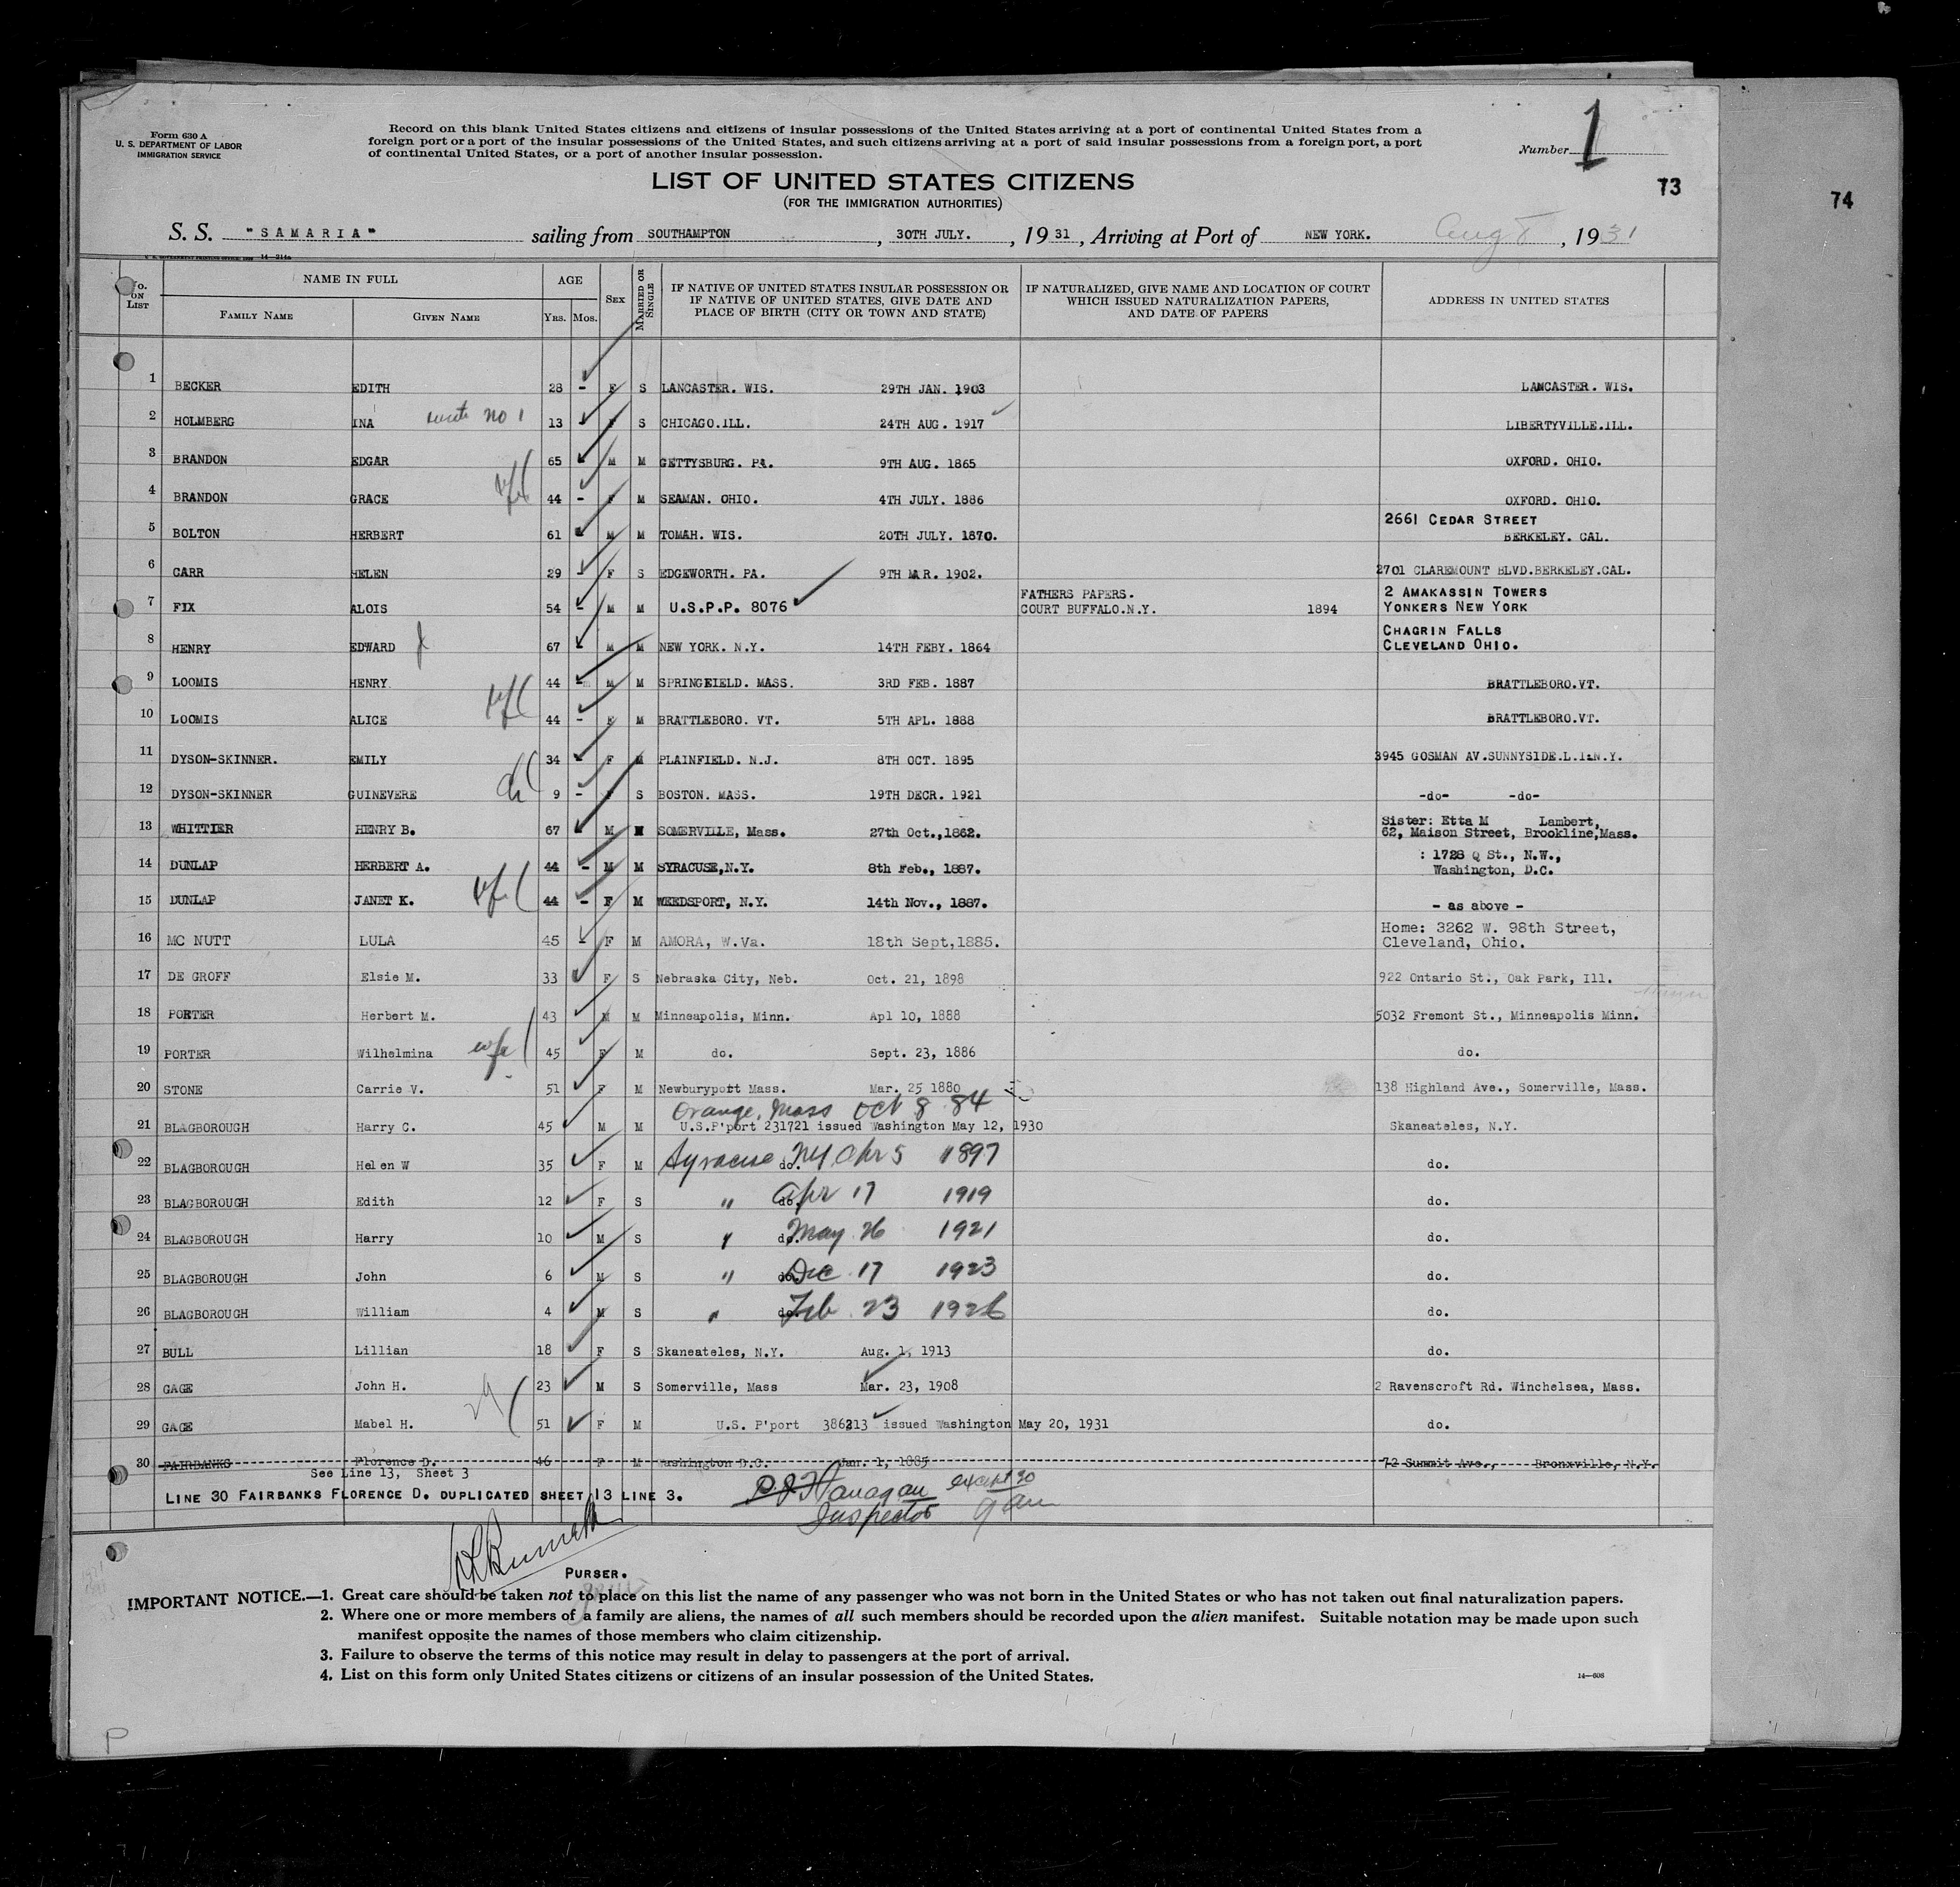 Form 630 A
U. S. DEPARTMENT OF LABOR
IMMIGRATION SERVICE
Record on this blank United States citizens and citizens of insular possessions of the United States arriving at a port of continental United States from a
foreign port or a port of the insular possessions of the United States, and such citizens arriving at a port of said insular possessions from a foreign port, a port
of continental United States, or a port of another insular possession.
Number 1
73
74
LIST OF UNITED STATES CITIZENS
(FOR THE IMMIGRATION AUTHORITIES)
S. S. "SAMARIA" sailing from SOUTHAMPTON, 30TH JULY., 1931, Arriving at Port of NEW YORK. Aug 8, 1931
No. ON LIST
NAME IN FULL
FAMILY NAME GIVEN NAME
AGE
YRS. MOS.
SEX
MARRIED OR SINGLE
IF NATIVE OF UNITED STATES INSULAR POSSESSION OR
IF NATIVE OF UNITED STATES, GIVE DATE AND
PLACE OF BIRTH (CITY OR TOWN AND STATE)
IF NATURALIZED, GIVE NAME AND LOCATION OF COURT
WHICH ISSUED NATURALIZATION PAPERS,
AND DATE OF PAPERS
ADDRESS IN UNITED STATES
1 BECKER EDITH 28 - F S LANCASTER. WIS. 29TH JAN. 1903 LANCASTER. WIS.
2 HOLMBERG INA no 1 13 - F S CHICAGO.ILL. 24TH AUG. 1917 LIBERTYVILLE.ILL.
3 BRANDON EDGAR 65 - M M GETTYSBURG. PA. 9TH AUG. 1865 OXFORD. OHIO.
4 BRANDON GRACE wf 44 - F M SEAMAN. OHIO. 4TH JULY. 1886 OXFORD. OHIO.
5 BOLTON HERBERT 61 - M M TOMAH. WIS. 20TH JULY. 1870. 2661 CEDAR STREET
BERKELEY. CAL.
6 CARR HELEN 29 - F S EDGEWORTH. PA. 9TH MAR. 1902. 2701 CLAREMOUNT BLVD.BERKELEY.CAL.
7 FIX ALOIS 54 - M M U.S.P.P. 8076 FATHERS PAPERS.
COURT BUFFALO.N.Y. 1894 2 AMAKASSIN TOWERS
YONKERS NEW YORK
8 HENRY EDWARD 67 - M M NEW YORK. N.Y. 14TH FEBY. 1864 CHAGRIN FALLS
CLEVELAND OHIO.
9 LOOMIS HENRY 44 - M M SPRINGFIELD. MASS. 3RD FEB. 1887 BRATTLEBORO.VT.
10 LOOMIS ALICE wf 44 - F M BRATTLEBORO. VT. 5TH APL. 1888 BRATTLEBORO.VT.
11 DYSON-SKINNER. EMILY 34 - F M PLAINFIELD. N.J. 8TH OCT. 1895 3945 GOSMAN AV.SUNNYSIDE.L.I.N.Y.
12 DYSON-SKINNER GUINEVERE ch 9 - F S BOSTON. MASS. 19TH DECR. 1921 -do- -do-
13 WHITTIER HENRY B. 67 - M SOMERVILLE, Mass. 27th Oct.,1862. Sister: Etta M Lambert,
62, Maison Street, Brookline,Mass.
14 DUNLAP HERBERT A. 44 - M M SYRACUSE,N.Y. 8th Feb., 1887. : 1728 Q St., N.W.,
Washington, D.C.
15 DUNLAP JANET K. wf 44 - F M WEEDSPORT, N.Y. 14th Nov., 1887. - as above -
16 MC NUTT LULA 45 - F M AMORA, W.Va. 18th Sept,1885. Home: 3262 W. 98th Street,
Cleveland, Ohio.
17 DE GROFF Elsie M. 33 F S Nebraska City, Neb. Oct. 21, 1898 922 Ontario St., Oak Park, Ill.
18 PORTER Herbert M. 43 M M Minneapolis, Minn. Apl 10, 1888 5032 Fremont St., Minneapolis Minn.
19 PORTER Wilhelmina wfe 45 F M do. Sept. 23, 1886 do.
20 STONE Carrie V. 51 F M Newburyport Mass. Mar. 25 1880 138 Highland Ave., Somerville, Mass.
Orange, Mass Oct 8 84
21 BLAGBOROUGH Harry C. 45 M M U.S.P'port 231721 issued Washington May 12, 1930 Skaneateles, N.Y.
22 BLAGBOROUGH Helen W 35 F M do. Syracuse NY Apr 5 1897 do.
23 BLAGBOROUGH Edith 12 F S " do. Apr 17 1919 do.
24 BLAGBOROUGH Harry 10 M S " do. May 26 1921 do.
25 BLAGBOROUGH John 6 M S " do. Dec 17 1923 do.
26 BLAGBOROUGH William 4 M S " do. Feb 23 1926 do.
27 BULL Lillian 18 F S Skaneateles, N.Y. Aug. 1, 1913 do.
28 GAGE John H. 23 M S Somerville, Mass Mar. 23, 1908 2 Ravenscroft Rd. Winchelsea, Mass.
29 GAGE Mabel H. 51 F M U.S. P'port 386213 issued Washington May 20, 1931 do.
30 FAIRBANKS Florence D. 46 F M Washington D.C. Jan. 1, 1885 72 Summit Ave., Bronxville, N.Y.
See Line 13, Sheet 3
LINE 30 FAIRBANKS FLORENCE D. DUPLICATED SHEET 13 LINE 3.
P.J. Flanagan except 30
Inspector
PURSER.
IMPORTANT NOTICE.—1. Great care should be taken not to place on this list the name of any passenger who was not born in the United States or who has not taken out final naturalization papers.
2. Where one or more members of a family are aliens, the names of all such members should be recorded upon the alien manifest. Suitable notation may be made upon such
manifest opposite the names of those members who claim citizenship.
3. Failure to observe the terms of this notice may result in delay to passengers at the port of arrival.
4. List on this form only United States citizens or citizens of an insular possession of the United States.
14—608
P